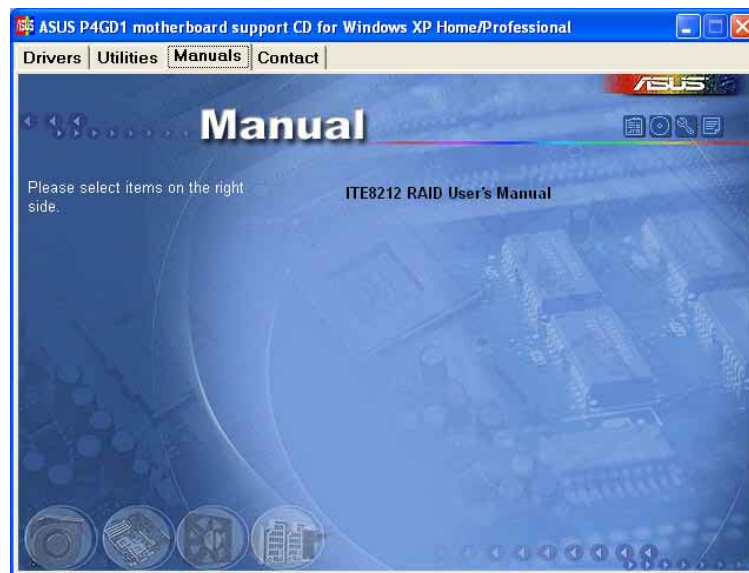 ASUS P4GD1 motherboard support CD for Windows XP Home/Professional
Drivers Utilities Manuals Contact
ASUS
Manual
Please select items on the right
side.
ITE8212 RAID User's Manual